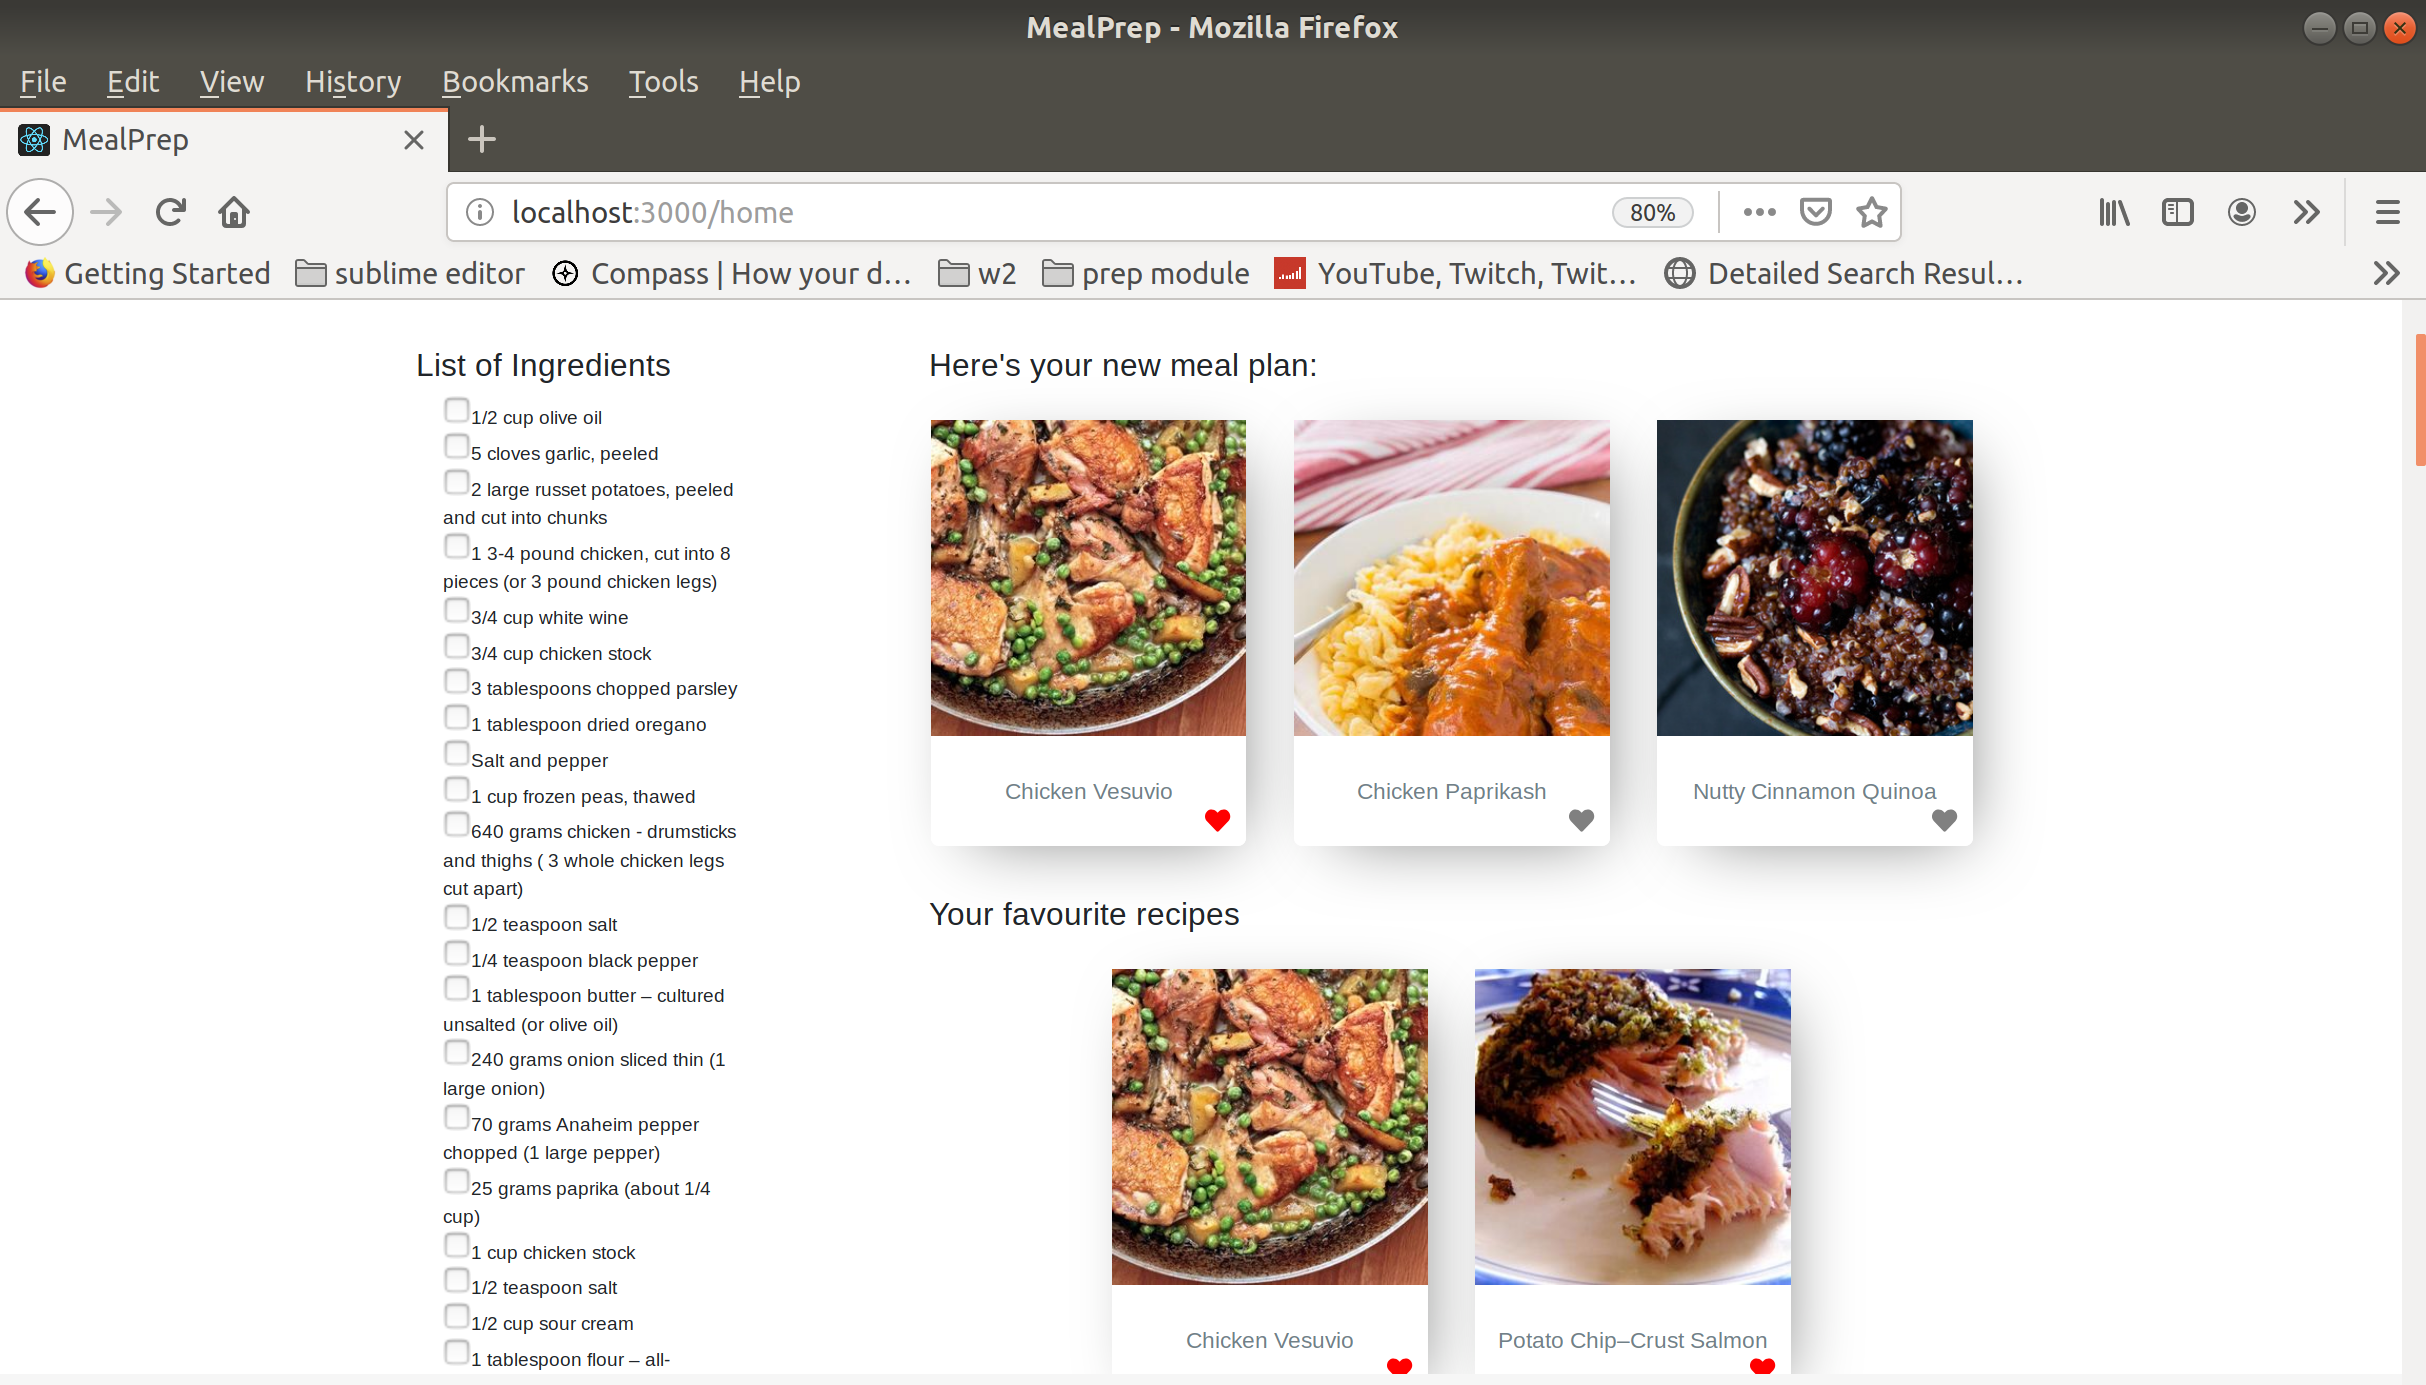 MealPrep - Mozilla Firefox
File Edit View History Bookmarks Tools Help
MealPrep
localhost:3000/home 80%
Getting Started sublime editor Compass | How your d… w2 prep module YouTube, Twitch, Twit… Detailed Search Resul…
List of Ingredients
1/2 cup olive oil
5 cloves garlic, peeled
2 large russet potatoes, peeled
and cut into chunks
1 3-4 pound chicken, cut into 8
pieces (or 3 pound chicken legs)
3/4 cup white wine
3/4 cup chicken stock
3 tablespoons chopped parsley
1 tablespoon dried oregano
Salt and pepper
1 cup frozen peas, thawed
640 grams chicken - drumsticks
and thighs ( 3 whole chicken legs
cut apart)
1/2 teaspoon salt
1/4 teaspoon black pepper
1 tablespoon butter – cultured
unsalted (or olive oil)
240 grams onion sliced thin (1
large onion)
70 grams Anaheim pepper
chopped (1 large pepper)
25 grams paprika (about 1/4
cup)
1 cup chicken stock
1/2 teaspoon salt
1/2 cup sour cream
1 tablespoon flour – all-
Here's your new meal plan:
Chicken Vesuvio
Chicken Paprikash
Nutty Cinnamon Quinoa
Your favourite recipes
Chicken Vesuvio
Potato Chip–Crust Salmon